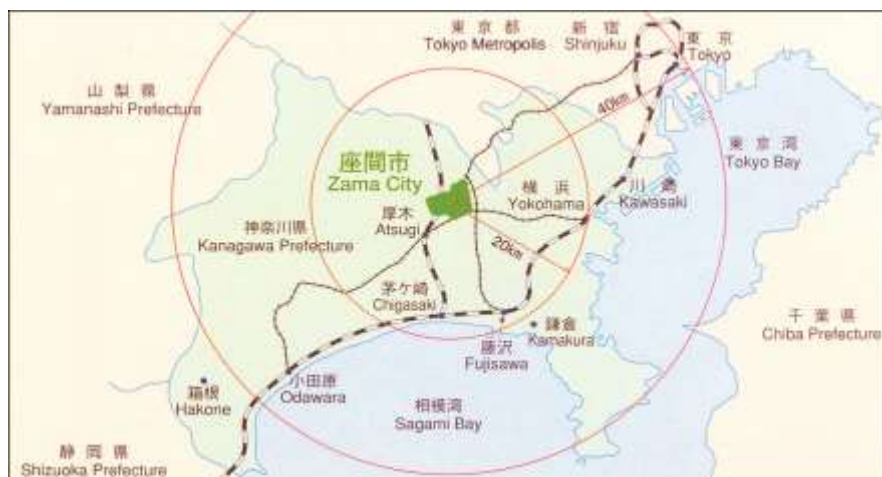 東京都
Tokyo Metropolis
新宿
Shinjuku
東京
Tokyo
山梨県
Yamanashi Prefecture
40km
東京湾
Tokyo Bay
座間市
Zama City
川崎
Kawasaki
横浜
Yokohama
厚木
Atsugi
神奈川県
Kanagawa Prefecture
20km
茅ケ崎
Chigasaki
千葉県
Chiba Prefecture
鎌倉
Kamakura
藤沢
Fujisawa
小田原
Odawara
箱根
Hakone
相模湾
Sagami Bay
静岡県
Shizuoka Prefecture